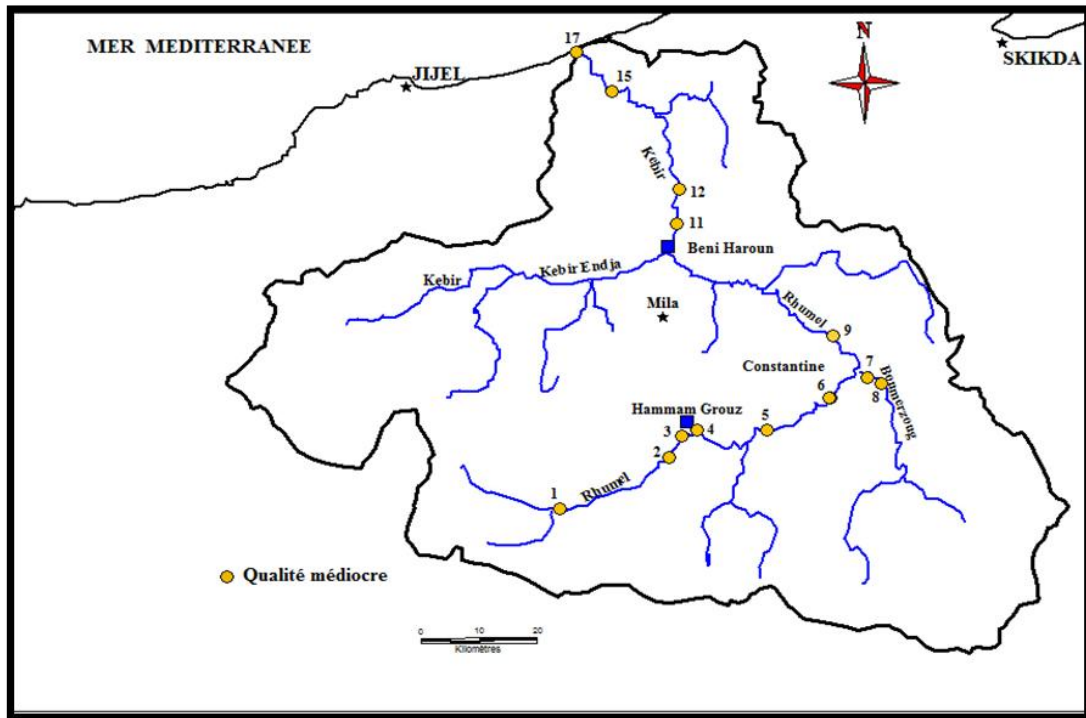 MER MEDITERRANEE
17
N
SKIKDA
JIJEL
15
Kebir
12
11
Beni Haroun
Kebir Endja
Kebir
Mila
Rhumel
9
Constantine
7
8
Boumerzoug
6
Hammam Grouz
5
4
3
2
Rhumel
1
Qualité médiocre
0 10 20
Kilomètres